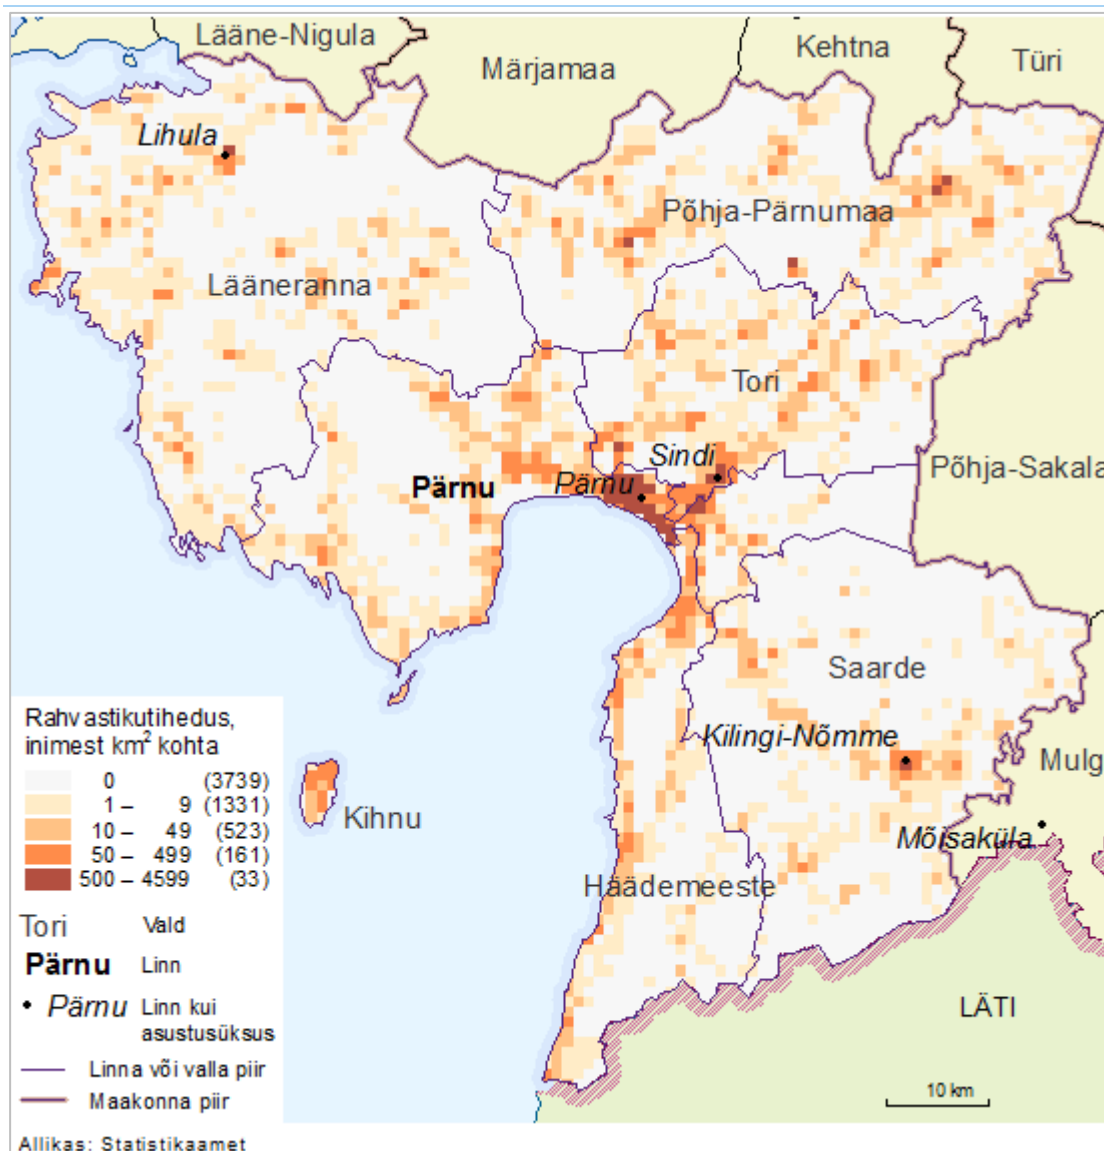 Lääne-Nigula
Märjamaa
Kehtna
Türi
Lihula
Põhja-Pärnumaa
Lääneranna
Tori
Sindi
Põhja-Sakala
Pärnu
Pärnu
Saarde
Kilingi-Nõmme
Mulg
Kihnu
Mõisaküla
Häädemeeste
LÄTI
10 km
Rahvastikutihedus,
inimest km² kohta
0 (3739)
1 – 9 (1331)
10 – 49 (523)
50 – 499 (161)
500 – 4599 (33)
Tori Vald
Pärnu Linn
• Pärnu Linn kui
asustusüksus
Linna või valla piir
Maakonna piir
Allikas: Statistikaamet